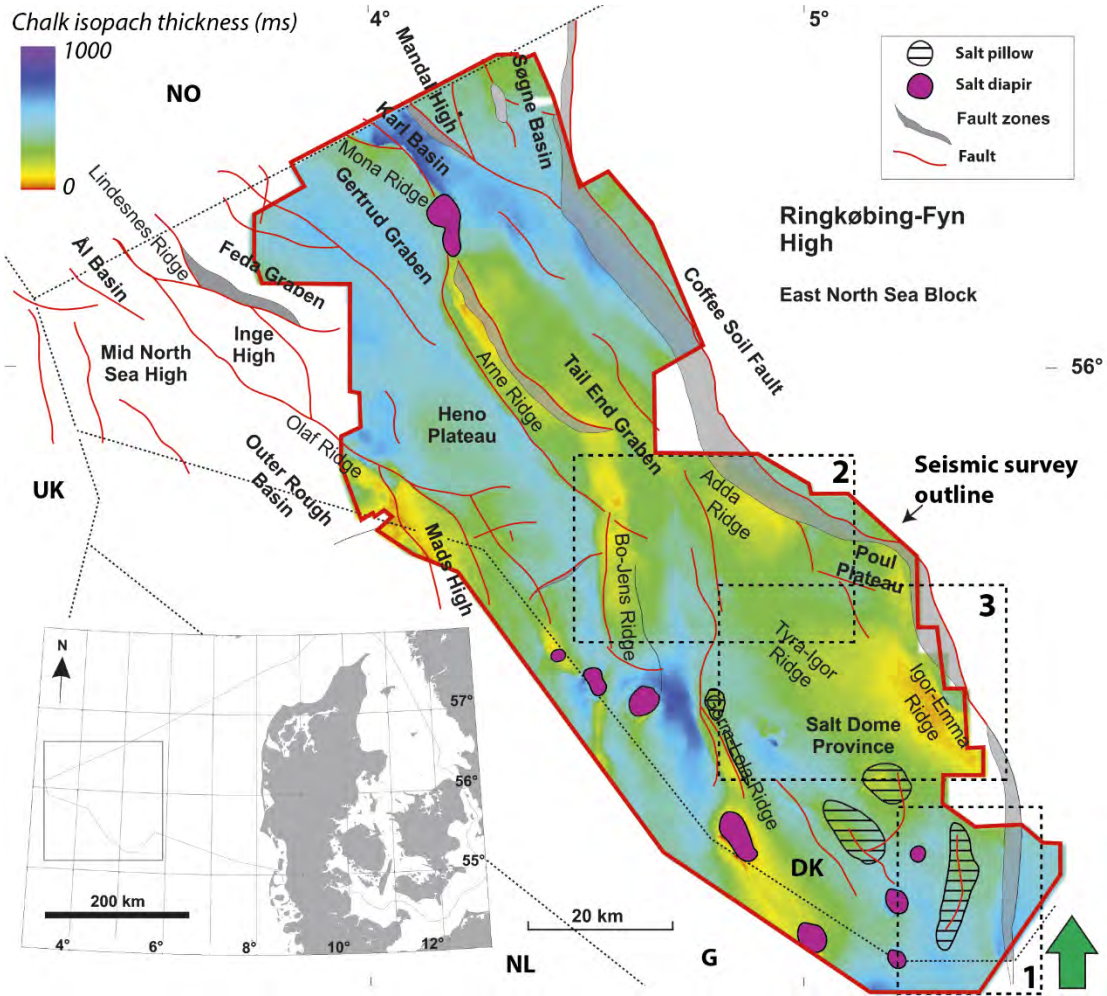 Chalk isopach thickness (ms)
1000
0
4°
5°
NO
Mandal High
Søgne Basin
Karl Basin
Mona Ridge
Gertrud Graben
Lindesnes Ridge
Ål Basin
Feda Graben
Inge
High
Mid North
Sea High
Salt pillow
Salt diapir
Fault zones
Fault
Ringkøbing-Fyn
High
East North Sea Block
Coffee Soil Fault
56°
Arne Ridge
Tail End Graben
Heno
Plateau
Olaf Ridge
Outer Rough
Basin
UK
Mads High
2
Adda
Ridge
Seismic survey
outline
Bo-Jens Ridge
Poul
Plateau
3
Tyra-Igor
Ridge
Igor-Emma
Ridge
Salt Dome
Province
Gorra-Lola Ridge
DK
N
57°
56°
55°
200 km
4°
6°
8°
10°
12°
20 km
NL
G
1